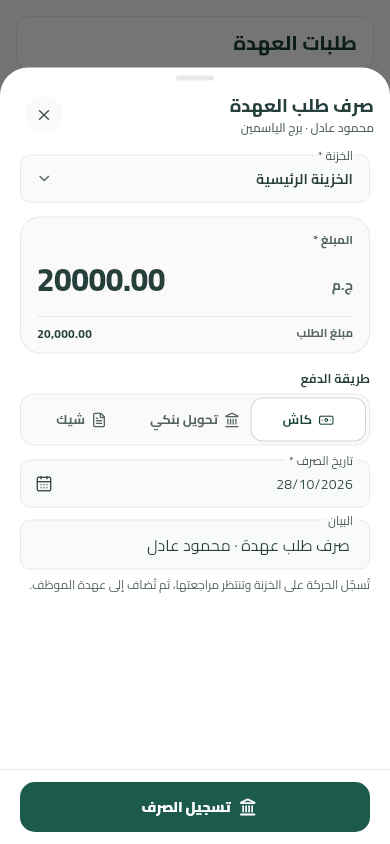 طلبات العهدة
صرف طلب العهدة
محمود عادل · برج الياسمين
الخزنة *
الخزينة الرئيسية
المبلغ *
20000.00
ج.م
مبلغ الطلب
20,000.00
طريقة الدفع
كاش
تحويل بنكي
شيك
تاريخ الصرف *
28/10/2026
البيان
صرف طلب عهدة · محمود عادل
تُسجّل الحركة على الخزنة وتنتظر مراجعتها، ثم تُضاف إلى عهدة الموظف.
تسجيل الصرف